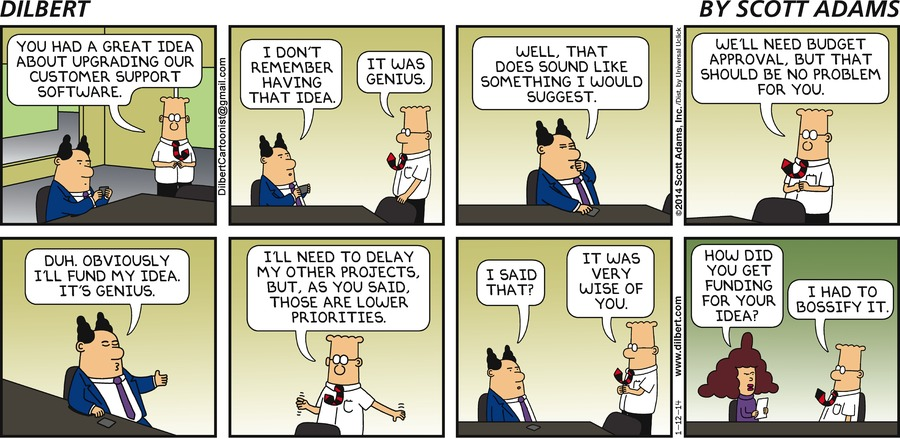 DILBERT
BY SCOTT ADAMS
YOU HAD A GREAT IDEA
ABOUT UPGRADING OUR
CUSTOMER SUPPORT
SOFTWARE.
DilbertCartoonist@gmail.com
I DON'T
REMEMBER
HAVING
THAT IDEA.
IT WAS
GENIUS.
WELL, THAT
DOES SOUND LIKE
SOMETHING I WOULD
SUGGEST.
©2014 Scott Adams, Inc. /Dist. by Universal Uclick
WE'LL NEED BUDGET
APPROVAL, BUT THAT
SHOULD BE NO PROBLEM
FOR YOU.
DUH. OBVIOUSLY
I'LL FUND MY IDEA.
IT'S GENIUS.
I'LL NEED TO DELAY
MY OTHER PROJECTS,
BUT, AS YOU SAID,
THOSE ARE LOWER
PRIORITIES.
I SAID
THAT?
IT WAS
VERY
WISE OF
YOU.
1-12-14
www.dilbert.com
HOW DID
YOU GET
FUNDING
FOR YOUR
IDEA?
I HAD TO
BOSSIFY IT.